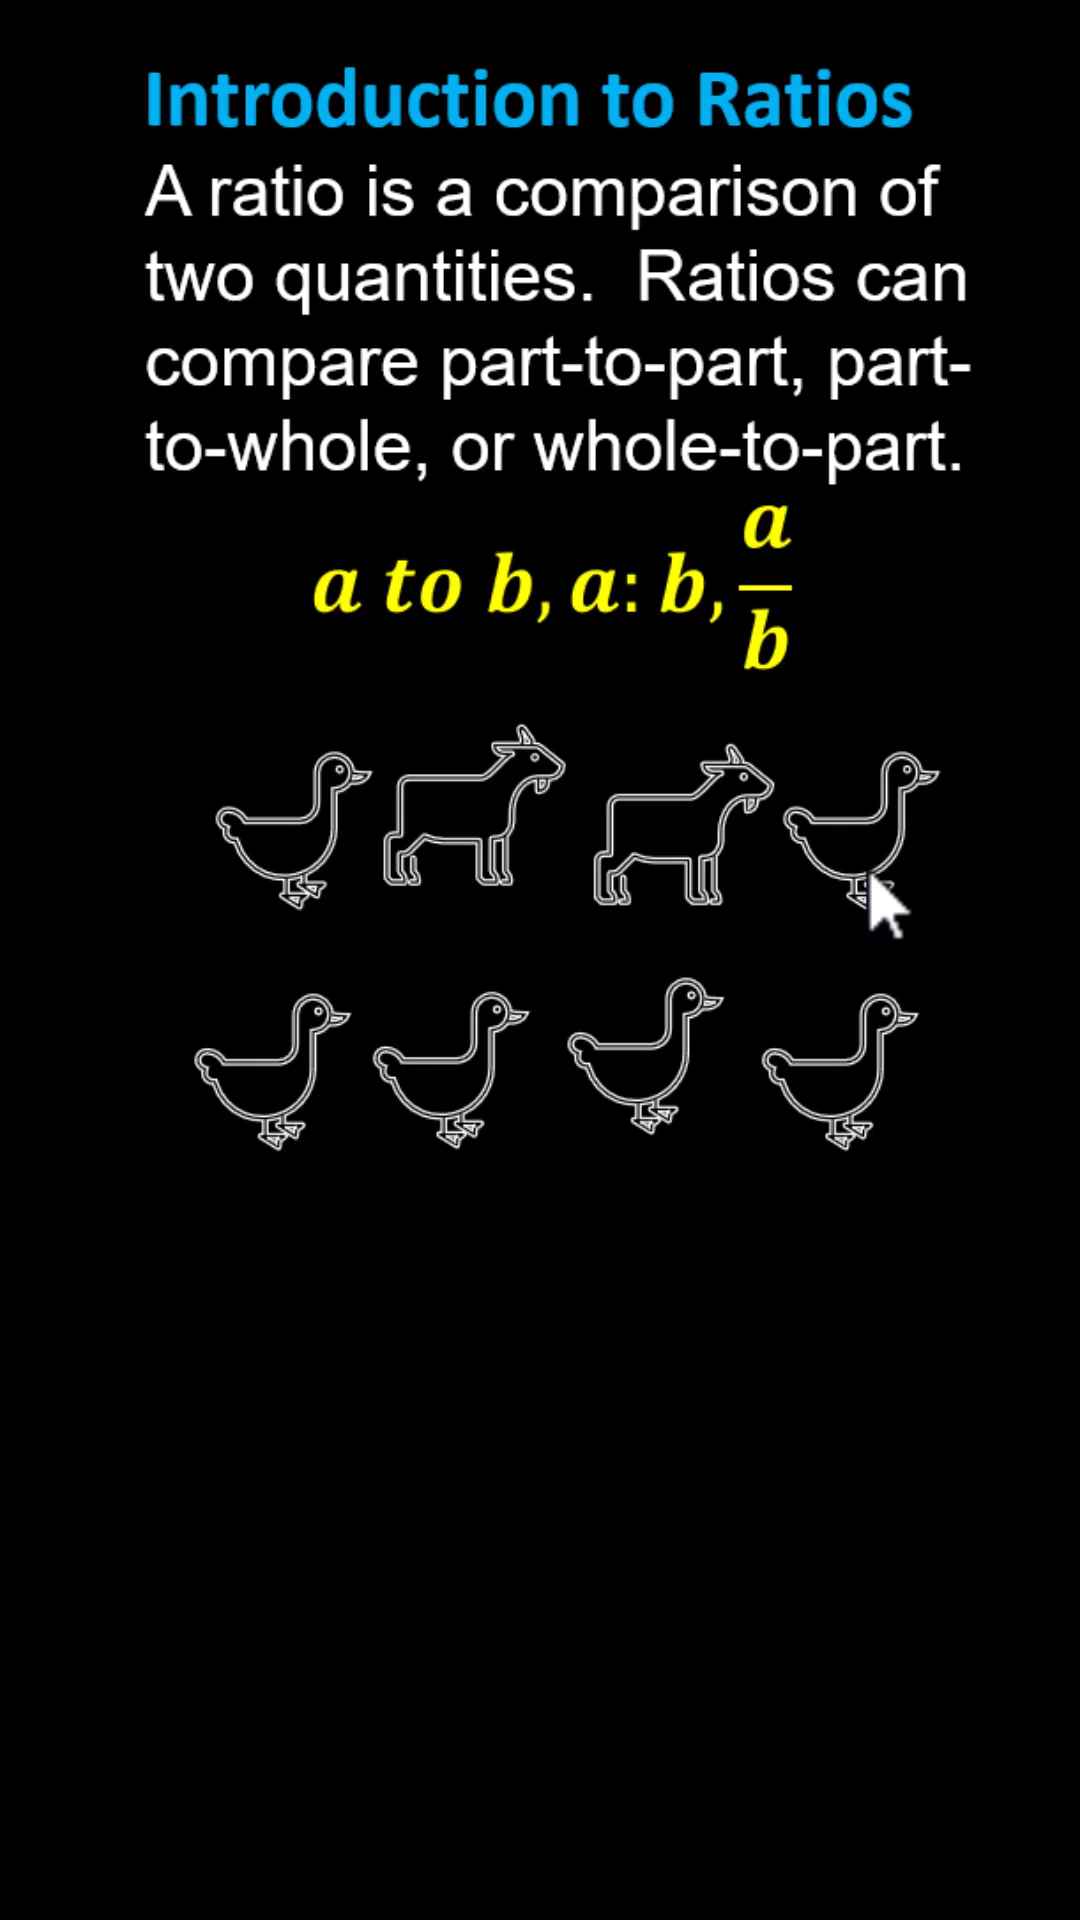 Introduction to Ratios
A ratio is a comparison of
two quantities.  Ratios can
compare part-to-part, part-
to-whole, or whole-to-part.
a to b, a: b, a/b